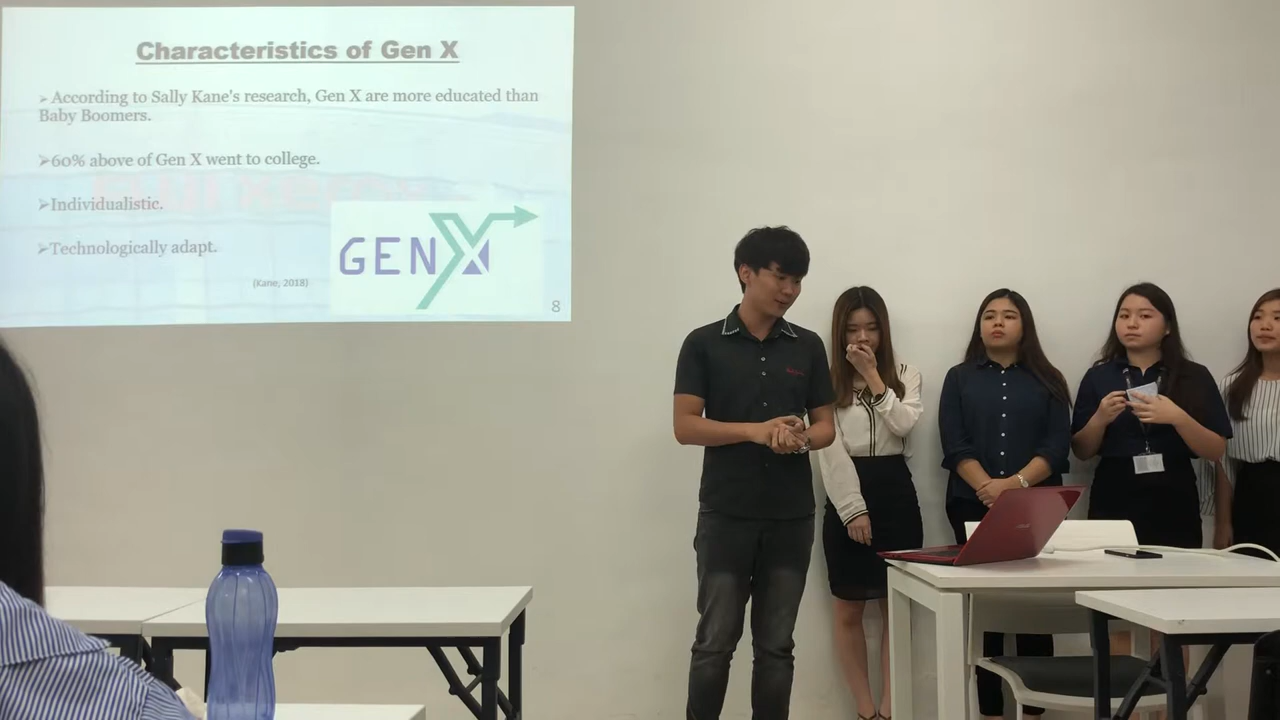 Characteristics of Gen X
➢According to Sally Kane's research, Gen X are more educated than
Baby Boomers.
➢60% above of Gen X went to college.
➢Individualistic.
➢Technologically adapt.
(Kane, 2018)
GEN X
8